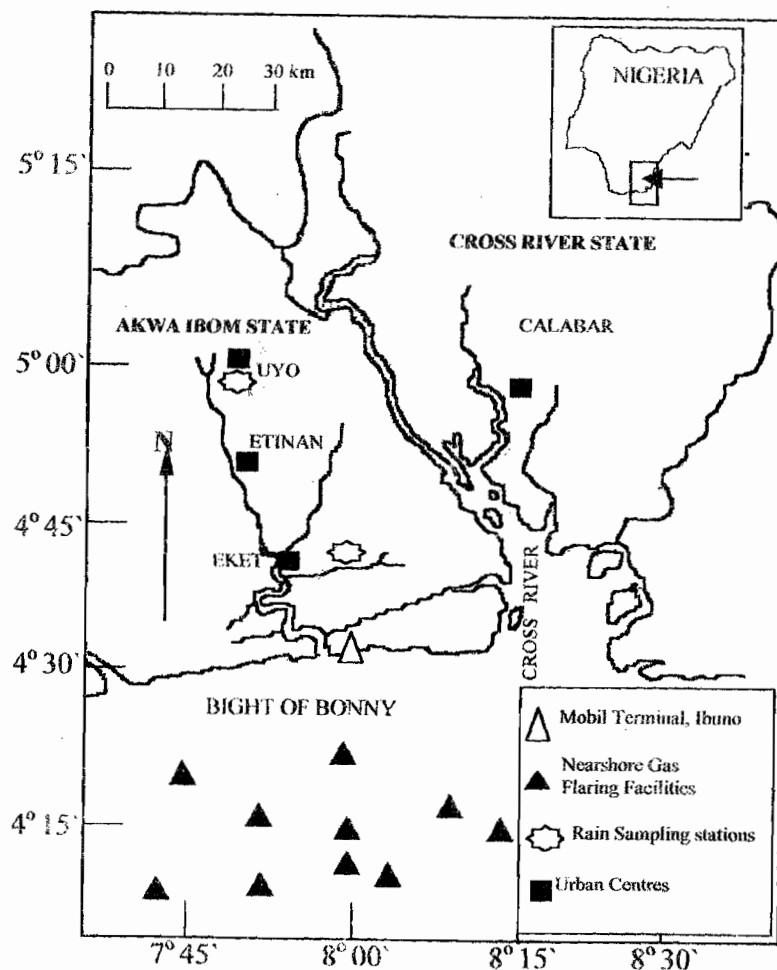 0 10 20 30 km
NIGERIA
5° 15`
CROSS RIVER STATE
AKWA IBOM STATE
CALABAR
5° 00`
UYO
N
ETINAN
4° 45`
EKET
CROSS RIVER
4° 30`
BIGHT OF BONNY
Mobil Terminal, Ibuno
Nearshore Gas
Flaring Facilities
4° 15`
Rain Sampling stations
Urban Centres
7° 45`
8° 00`
8° 15`
8° 30`